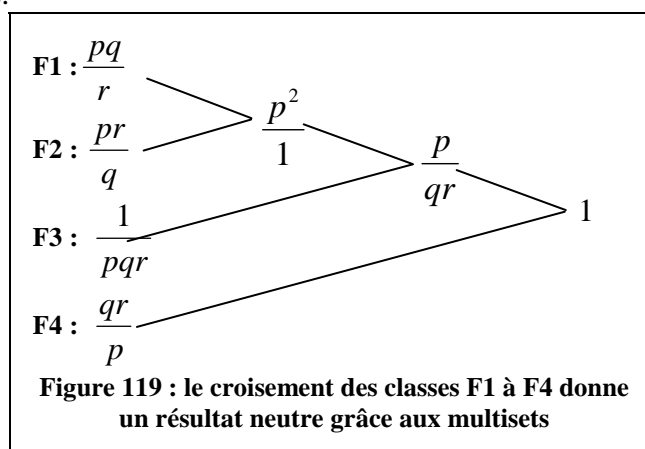 F1 : pq/r
F2 : pr/q
p²/1
p/qr
F3 : 1/pqr
1
F4 : qr/p
Figure 119 : le croisement des classes F1 à F4 donne
un résultat neutre grâce aux multisets